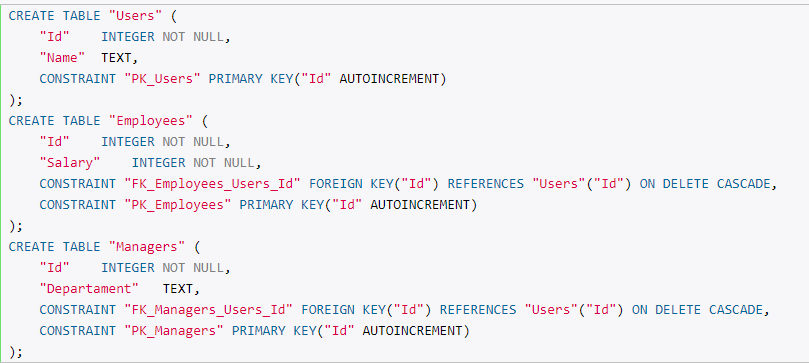 CREATE TABLE "Users" (
    "Id"    INTEGER NOT NULL,
    "Name"  TEXT,
    CONSTRAINT "PK_Users" PRIMARY KEY("Id" AUTOINCREMENT)
);
CREATE TABLE "Employees" (
    "Id"    INTEGER NOT NULL,
    "Salary"    INTEGER NOT NULL,
    CONSTRAINT "FK_Employees_Users_Id" FOREIGN KEY("Id") REFERENCES "Users"("Id") ON DELETE CASCADE,
    CONSTRAINT "PK_Employees" PRIMARY KEY("Id" AUTOINCREMENT)
);
CREATE TABLE "Managers" (
    "Id"    INTEGER NOT NULL,
    "Departament"   TEXT,
    CONSTRAINT "FK_Managers_Users_Id" FOREIGN KEY("Id") REFERENCES "Users"("Id") ON DELETE CASCADE,
    CONSTRAINT "PK_Managers" PRIMARY KEY("Id" AUTOINCREMENT)
);